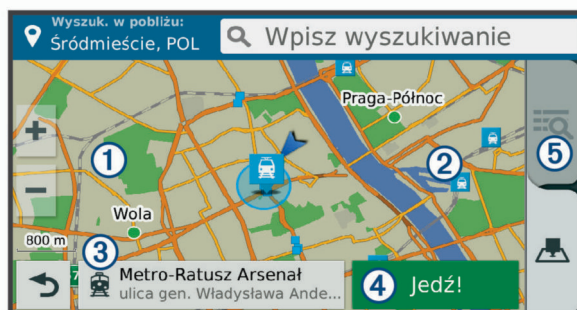 Wyszuk. w pobliżu:
Śródmieście, POL
Wpisz wyszukiwanie
Praga-Północ
+
1
2
5
−
Wola
800 m
3
7
Metro-Ratusz Arsenał
ulica gen. Władysława Ande...
4
Jedź!